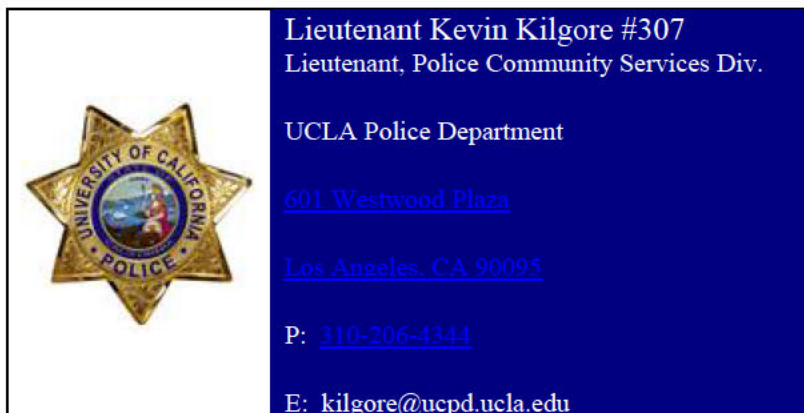 Lieutenant Kevin Kilgore #307
Lieutenant, Police Community Services Div.
UCLA Police Department
601 Westwood Plaza
Los Angeles, CA 90095
P: 310-206-4344
E: kilgore@ucpd.ucla.edu
UNIVERSITY OF CALIFORNIA
POLICE